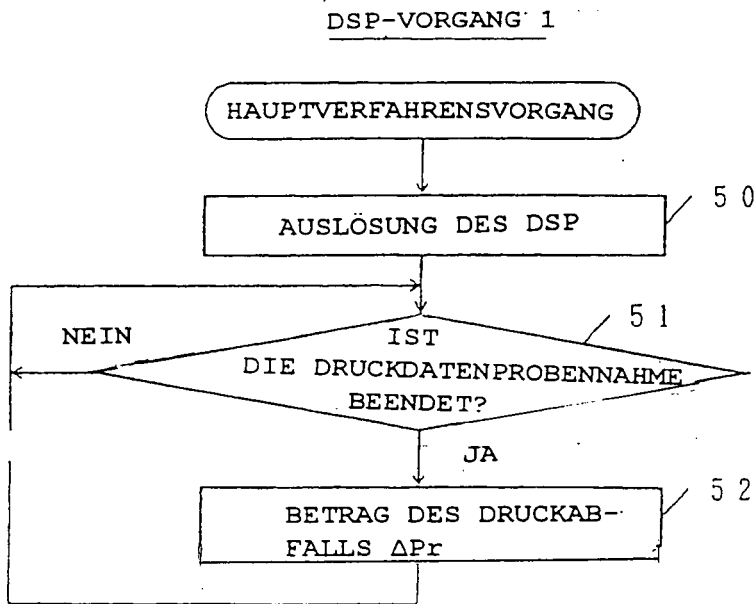 DSP-VORGANG 1
HAUPTVERFAHRENSVORGANG
50
AUSLÖSUNG DES DSP
51
NEIN
IST
DIE DRUCKDATENPROBENNAHME
BEENDET?
JA
52
BETRAG DES DRUCKAB-
FALLS ΔPr